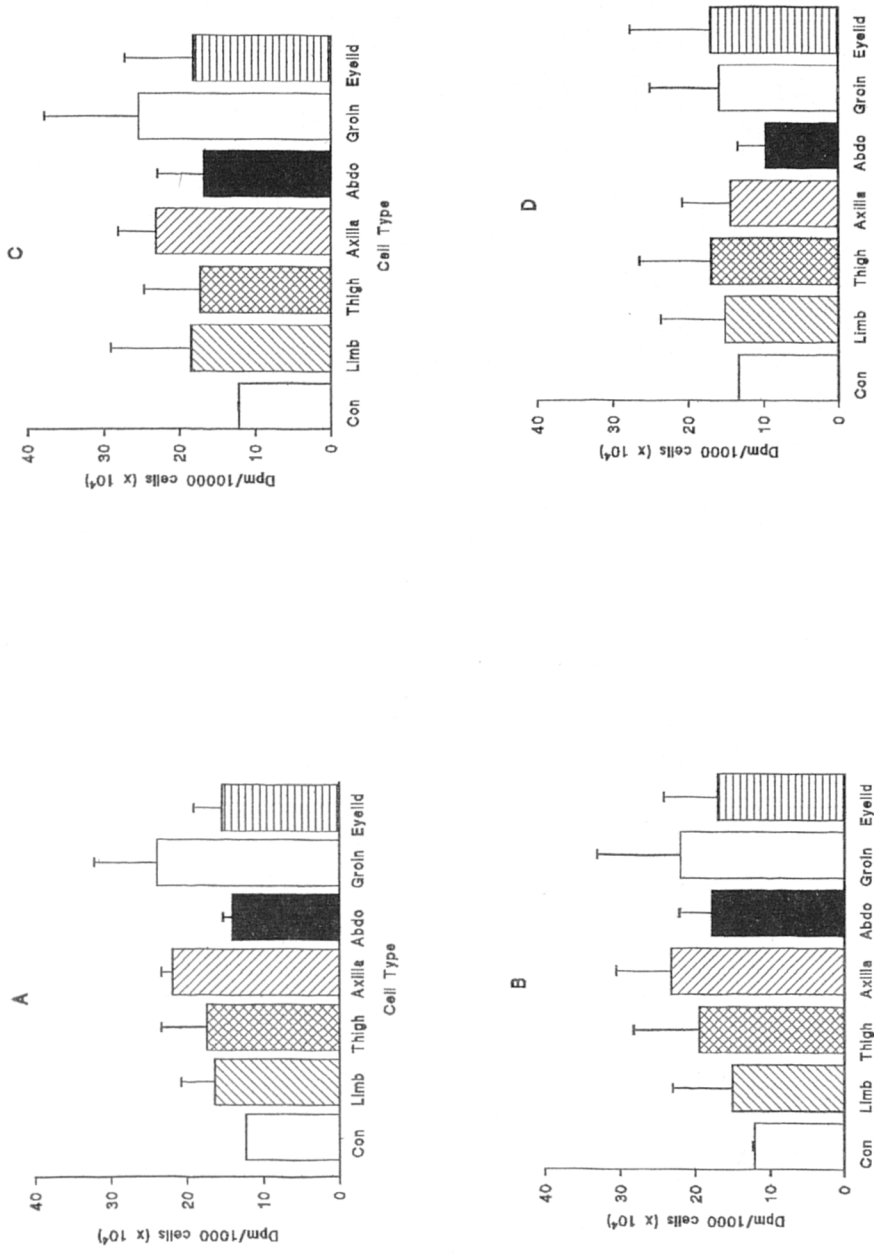 A
Dpm/1000 cells (x 10⁴)
40
30
20
10
0
Con Limb Thigh Axilla Abdo Groin Eyelid
Cell Type
C
Dpm/10000 cells (x 10⁴)
40
30
20
10
0
Con Limb Thigh Axilla Abdo Groin Eyelid
Cell Type
B
Dpm/1000 cells (x 10⁴)
40
30
20
10
0
Con Limb Thigh Axilla Abdo Groin Eyelid
D
Dpm/1000 cells (x 10⁴)
40
30
20
10
0
Con Limb Thigh Axilla Abdo Groin Eyelid